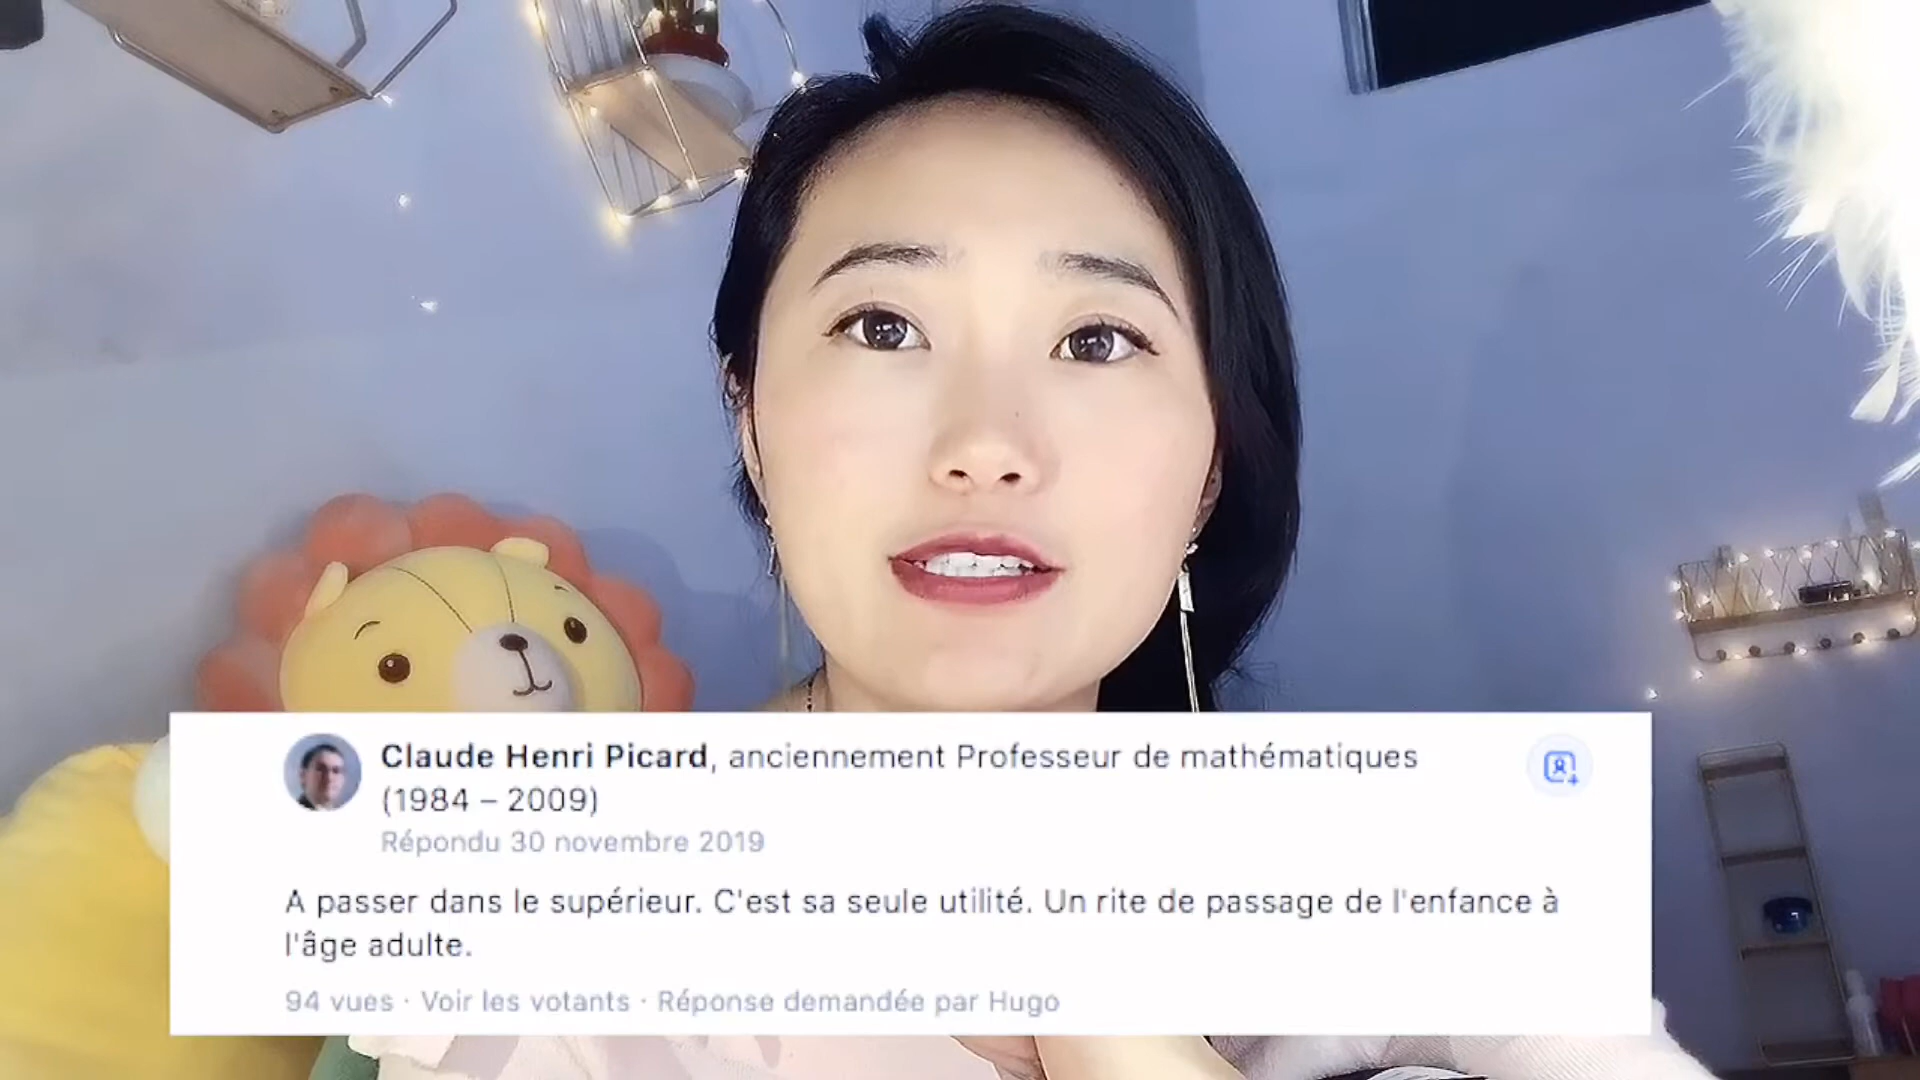 Claude Henri Picard, anciennement Professeur de mathématiques
(1984 – 2009)
Répondu 30 novembre 2019
A passer dans le supérieur. C'est sa seule utilité. Un rite de passage de l'enfance à
l'âge adulte.
94 vues · Voir les votants · Réponse demandée par Hugo